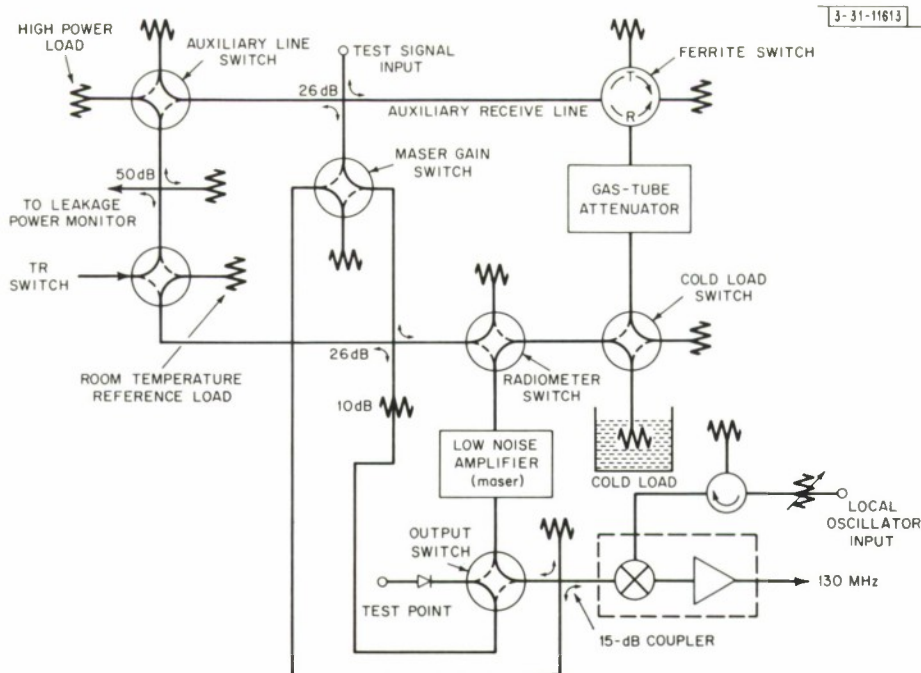 3-31-11613
HIGH POWER
LOAD
AUXILIARY LINE
SWITCH
TEST SIGNAL
INPUT
FERRITE SWITCH
26dB
AUXILIARY RECEIVE LINE
T
R
MASER GAIN
SWITCH
50dB
TO LEAKAGE
POWER MONITOR
GAS-TUBE
ATTENUATOR
TR
SWITCH
COLD LOAD
SWITCH
26dB
ROOM TEMPERATURE
REFERENCE LOAD
RADIOMETER
SWITCH
10dB
LOW NOISE
AMPLIFIER
(maser)
COLD LOAD
LOCAL
OSCILLATOR
INPUT
OUTPUT
SWITCH
TEST POINT
130 MHz
15-dB COUPLER